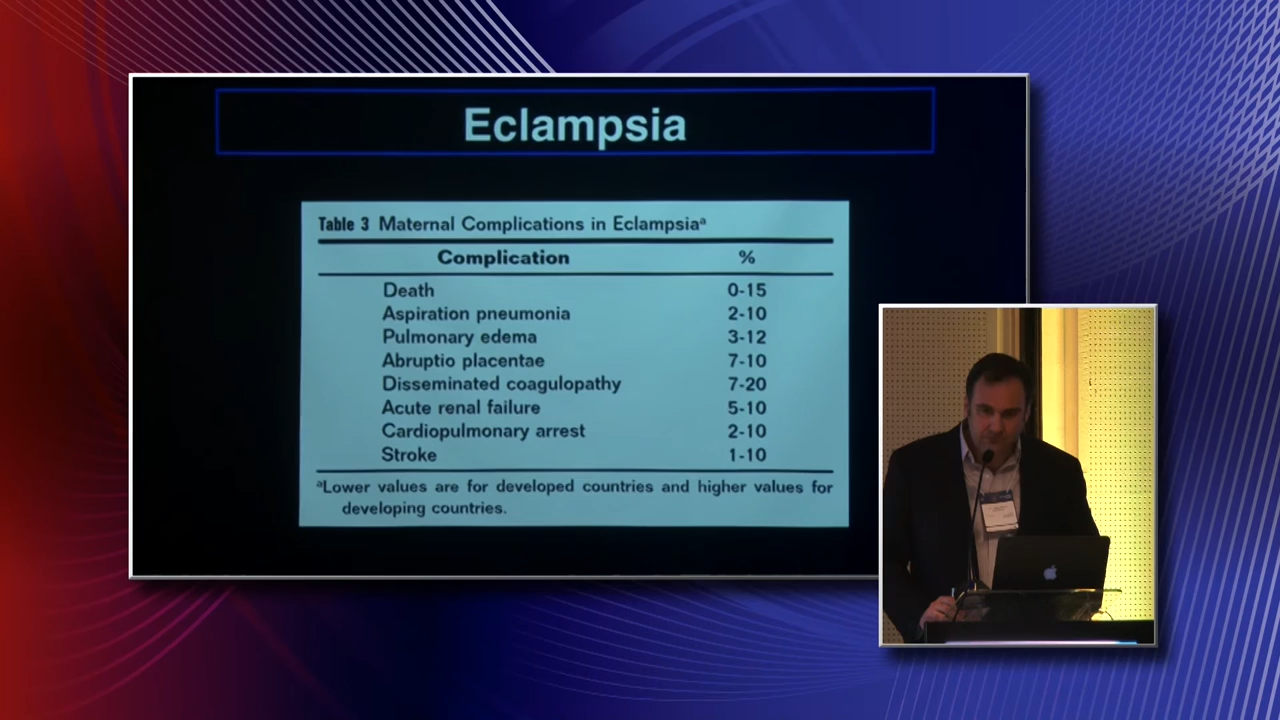 Eclampsia
Table 3 Maternal Complications in Eclampsiaᵃ
Complication %
Death 0-15
Aspiration pneumonia 2-10
Pulmonary edema 3-12
Abruptio placentae 7-10
Disseminated coagulopathy 7-20
Acute renal failure 5-10
Cardiopulmonary arrest 2-10
Stroke 1-10
ᵃLower values are for developed countries and higher values for
developing countries.